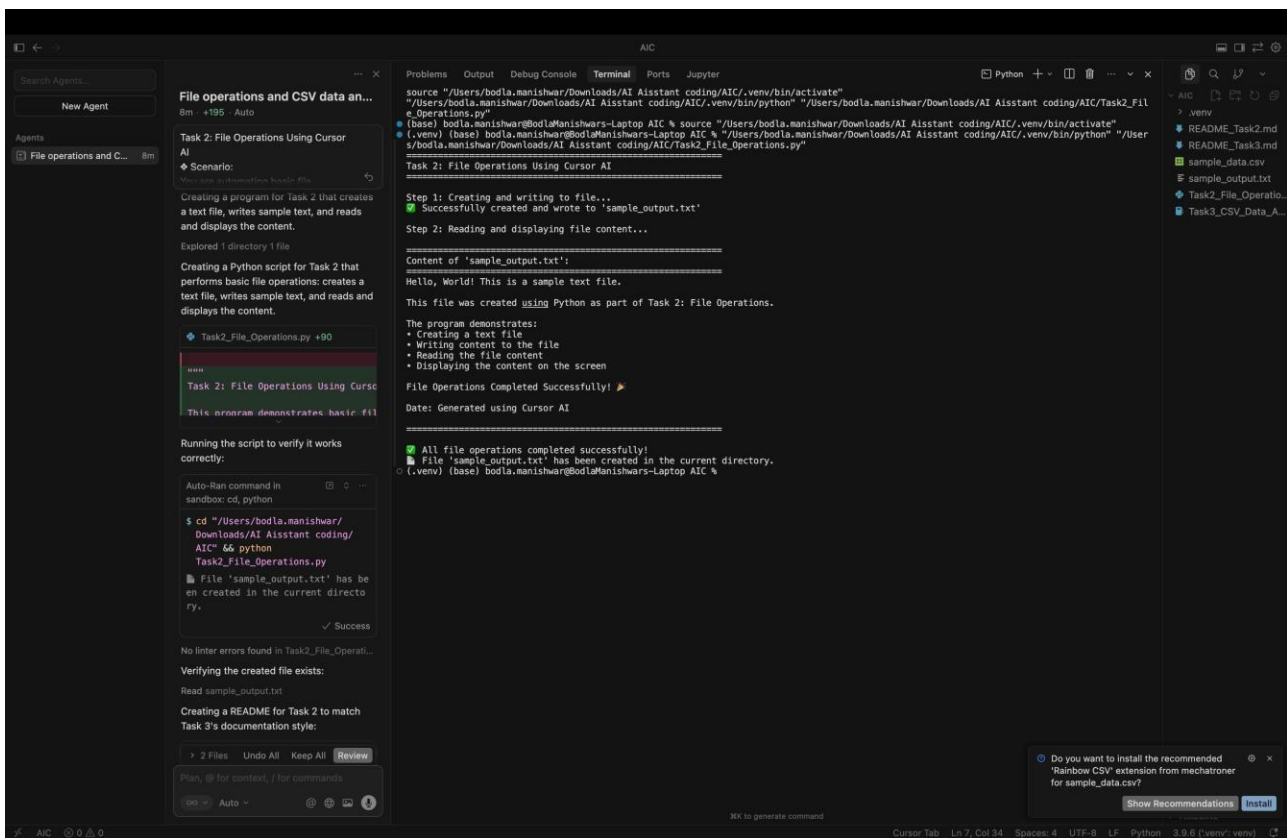 AIC
Search Agents...
New Agent
Agents
File operations and C... 8m
File operations and CSV data an...
8m · +195 · Auto
Task 2: File Operations Using Cursor
AI
❖ Scenario:
You are automating basic file
Creating a program for Task 2 that creates
a text file, writes sample text, and reads
and displays the content.
Explored 1 directory 1 file
Creating a Python script for Task 2 that
performs basic file operations: creates a
text file, writes sample text, and reads and
displays the content.
Task2_File_Operations.py +90
"""
Task 2: File Operations Using Curso
This program demonstrates basic fil
Running the script to verify it works
correctly:
Auto-Ran command in
sandbox: cd, python
$ cd "/Users/bodla.manishwar/
Downloads/AI Aisstant coding/
AIC" && python
Task2_File_Operations.py
📄 File 'sample_output.txt' has be
en created in the current directo
ry.
✓ Success
No linter errors found in Task2_File_Operati...
Verifying the created file exists:
Read sample_output.txt
Creating a README for Task 2 to match
Task 3's documentation style:
> 2 Files Undo All Keep All Review
Plan, @ for context, / for commands
∞ Auto
Problems Output Debug Console Terminal Ports Jupyter
Python
source "/Users/bodla.manishwar/Downloads/AI Aisstant coding/AIC/.venv/bin/activate"
"/Users/bodla.manishwar/Downloads/AI Aisstant coding/AIC/.venv/bin/python" "/Users/bodla.manishwar/Downloads/AI Aisstant coding/AIC/Task2_Fil
e_Operations.py"
(base) bodla.manishwar@BodlaManishwars-Laptop AIC % source "/Users/bodla.manishwar/Downloads/AI Aisstant coding/AIC/.venv/bin/activate"
(.venv) (base) bodla.manishwar@BodlaManishwars-Laptop AIC % "/Users/bodla.manishwar/Downloads/AI Aisstant coding/AIC/.venv/bin/python" "/User
s/bodla.manishwar/Downloads/AI Aisstant coding/AIC/Task2_File_Operations.py"
============================================================
Task 2: File Operations Using Cursor AI
============================================================
Step 1: Creating and writing to file...
✅ Successfully created and wrote to 'sample_output.txt'
Step 2: Reading and displaying file content...
============================================================
Content of 'sample_output.txt':
============================================================
Hello, World! This is a sample text file.
This file was created using Python as part of Task 2: File Operations.
The program demonstrates:
• Creating a text file
• Writing content to the file
• Reading the file content
• Displaying the content on the screen
File Operations Completed Successfully! 🎉
Date: Generated using Cursor AI
============================================================
✅ All file operations completed successfully!
📄 File 'sample_output.txt' has been created in the current directory.
(.venv) (base) bodla.manishwar@BodlaManishwars-Laptop AIC %
⌘K to generate command
AIC
.venv
README_Task2.md
README_Task3.md
sample_data.csv
sample_output.txt
Task2_File_Operatio...
Task3_CSV_Data_A...
Do you want to install the recommended
'Rainbow CSV' extension from mechatroner
for sample_data.csv?
Show Recommendations Install
AIC 0 0
Cursor Tab Ln 7, Col 34 Spaces: 4 UTF-8 LF Python 3.9.6 ('.venv': venv)